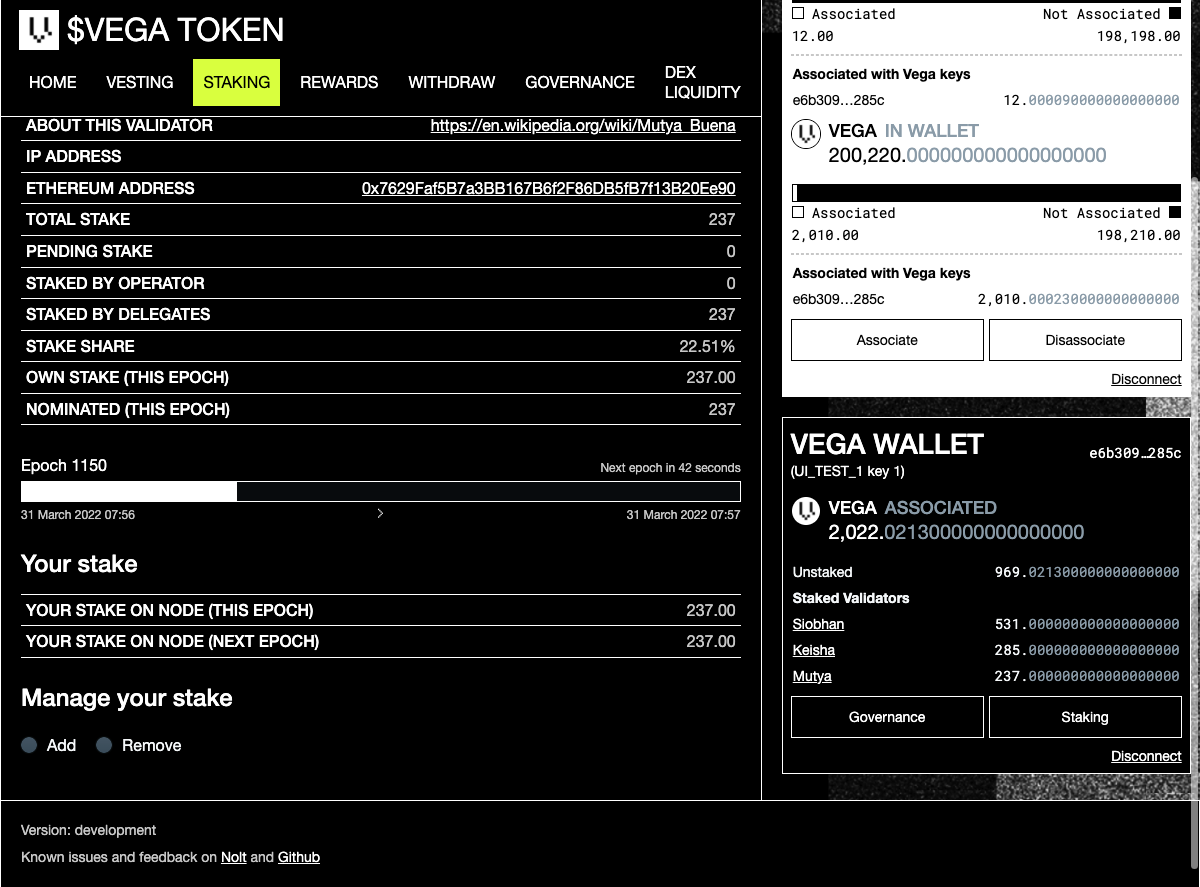 $VEGA TOKEN
HOME VESTING STAKING REWARDS WITHDRAW GOVERNANCE DEX LIQUIDITY
ABOUT THIS VALIDATOR https://en.wikipedia.org/wiki/Mutya_Buena
IP ADDRESS
ETHEREUM ADDRESS 0x7629Faf5B7a3BB167B6f2F86DB5fB7f13B20Ee90
TOTAL STAKE 237
PENDING STAKE 0
STAKED BY OPERATOR 0
STAKED BY DELEGATES 237
STAKE SHARE 22.51%
OWN STAKE (THIS EPOCH) 237.00
NOMINATED (THIS EPOCH) 237
Epoch 1150 Next epoch in 42 seconds
31 March 2022 07:56 31 March 2022 07:57
Your stake
YOUR STAKE ON NODE (THIS EPOCH) 237.00
YOUR STAKE ON NODE (NEXT EPOCH) 237.00
Manage your stake
Add Remove
Associated Not Associated
12.00 198,198.00
Associated with Vega keys
e6b309…285c 12.000090000000000000
VEGA IN WALLET
200,220.000000000000000000
Associated Not Associated
2,010.00 198,210.00
Associated with Vega keys
e6b309…285c 2,010.000230000000000000
Associate Disassociate
Disconnect
VEGA WALLET e6b309…285c
(UI_TEST_1 key 1)
VEGA ASSOCIATED
2,022.021300000000000000
Unstaked 969.021300000000000000
Staked Validators
Siobhan 531.000000000000000000
Keisha 285.000000000000000000
Mutya 237.000000000000000000
Governance Staking
Disconnect
Version: development
Known issues and feedback on Nolt and Github